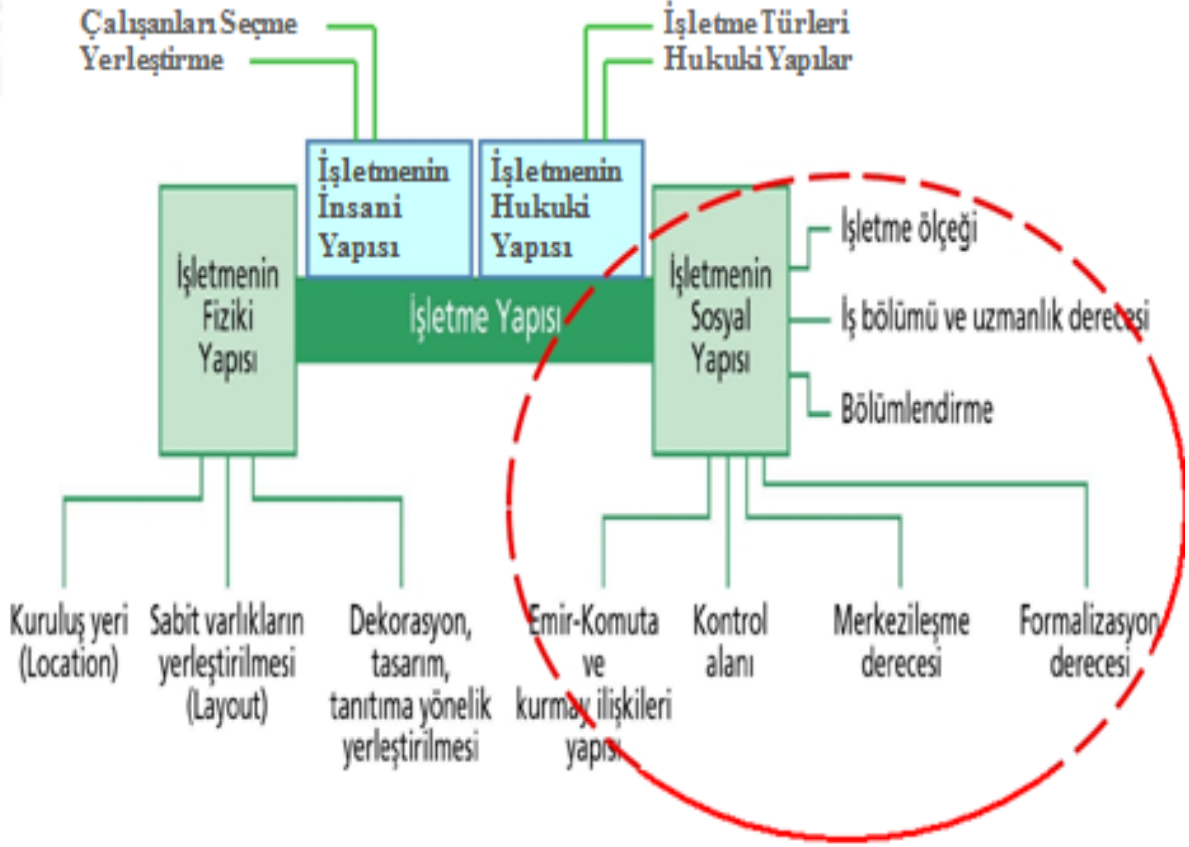 Çalışanları Seçme
Yerleştirme
İşletme Türleri
Hukuki Yapılar
İşletmenin
İnsani
Yapısı
İşletmenin
Hukuki
Yapısı
İşletmenin
Fiziki
Yapısı
İşletme Yapısı
İşletmenin
Sosyal
Yapısı
İşletme ölçeği
İş bölümü ve uzmanlık derecesi
Bölümlendirme
Kuruluş yeri
(Location)
Sabit varlıkların
yerleştirilmesi
(Layout)
Dekorasyon,
tasarım,
tanıtıma yönelik
yerleştirilmesi
Emir-Komuta
ve
kurmay ilişkileri
yapısı
Kontrol
alanı
Merkezileşme
derecesi
Formalizasyon
derecesi